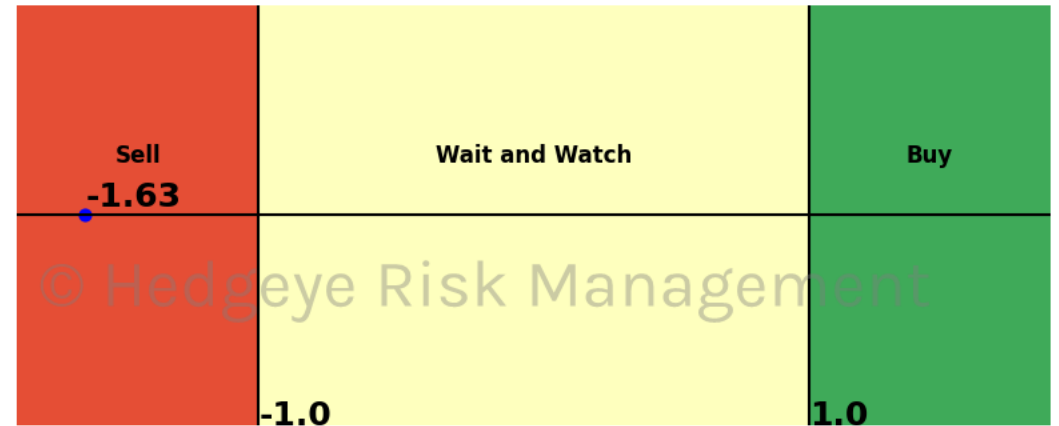 Sell
Wait and Watch
Buy
-1.63
© Hedgeye Risk Management
-1.0
1.0